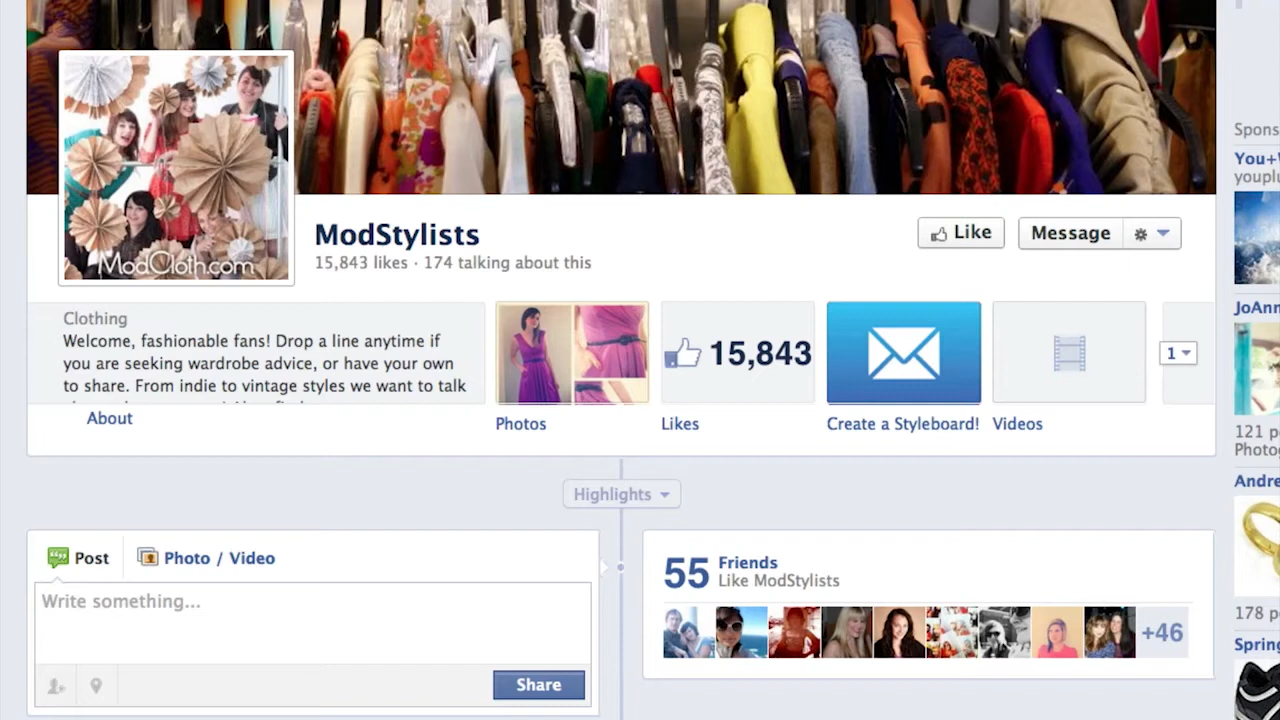 ModCloth.com
ModStylists
15,843 likes · 174 talking about this
Like
Message
Clothing
Welcome, fashionable fans! Drop a line anytime if
you are seeking wardrobe advice, or have your own
to share. From indie to vintage styles we want to talk
About
Photos
15,843
Likes
Create a Styleboard!
Videos
1
Highlights
Post
Photo / Video
Write something...
Share
55
Friends
Like ModStylists
+46
Spons
You+
youplu
JoAnn
121 p
Photo
Andre
178 p
Spring